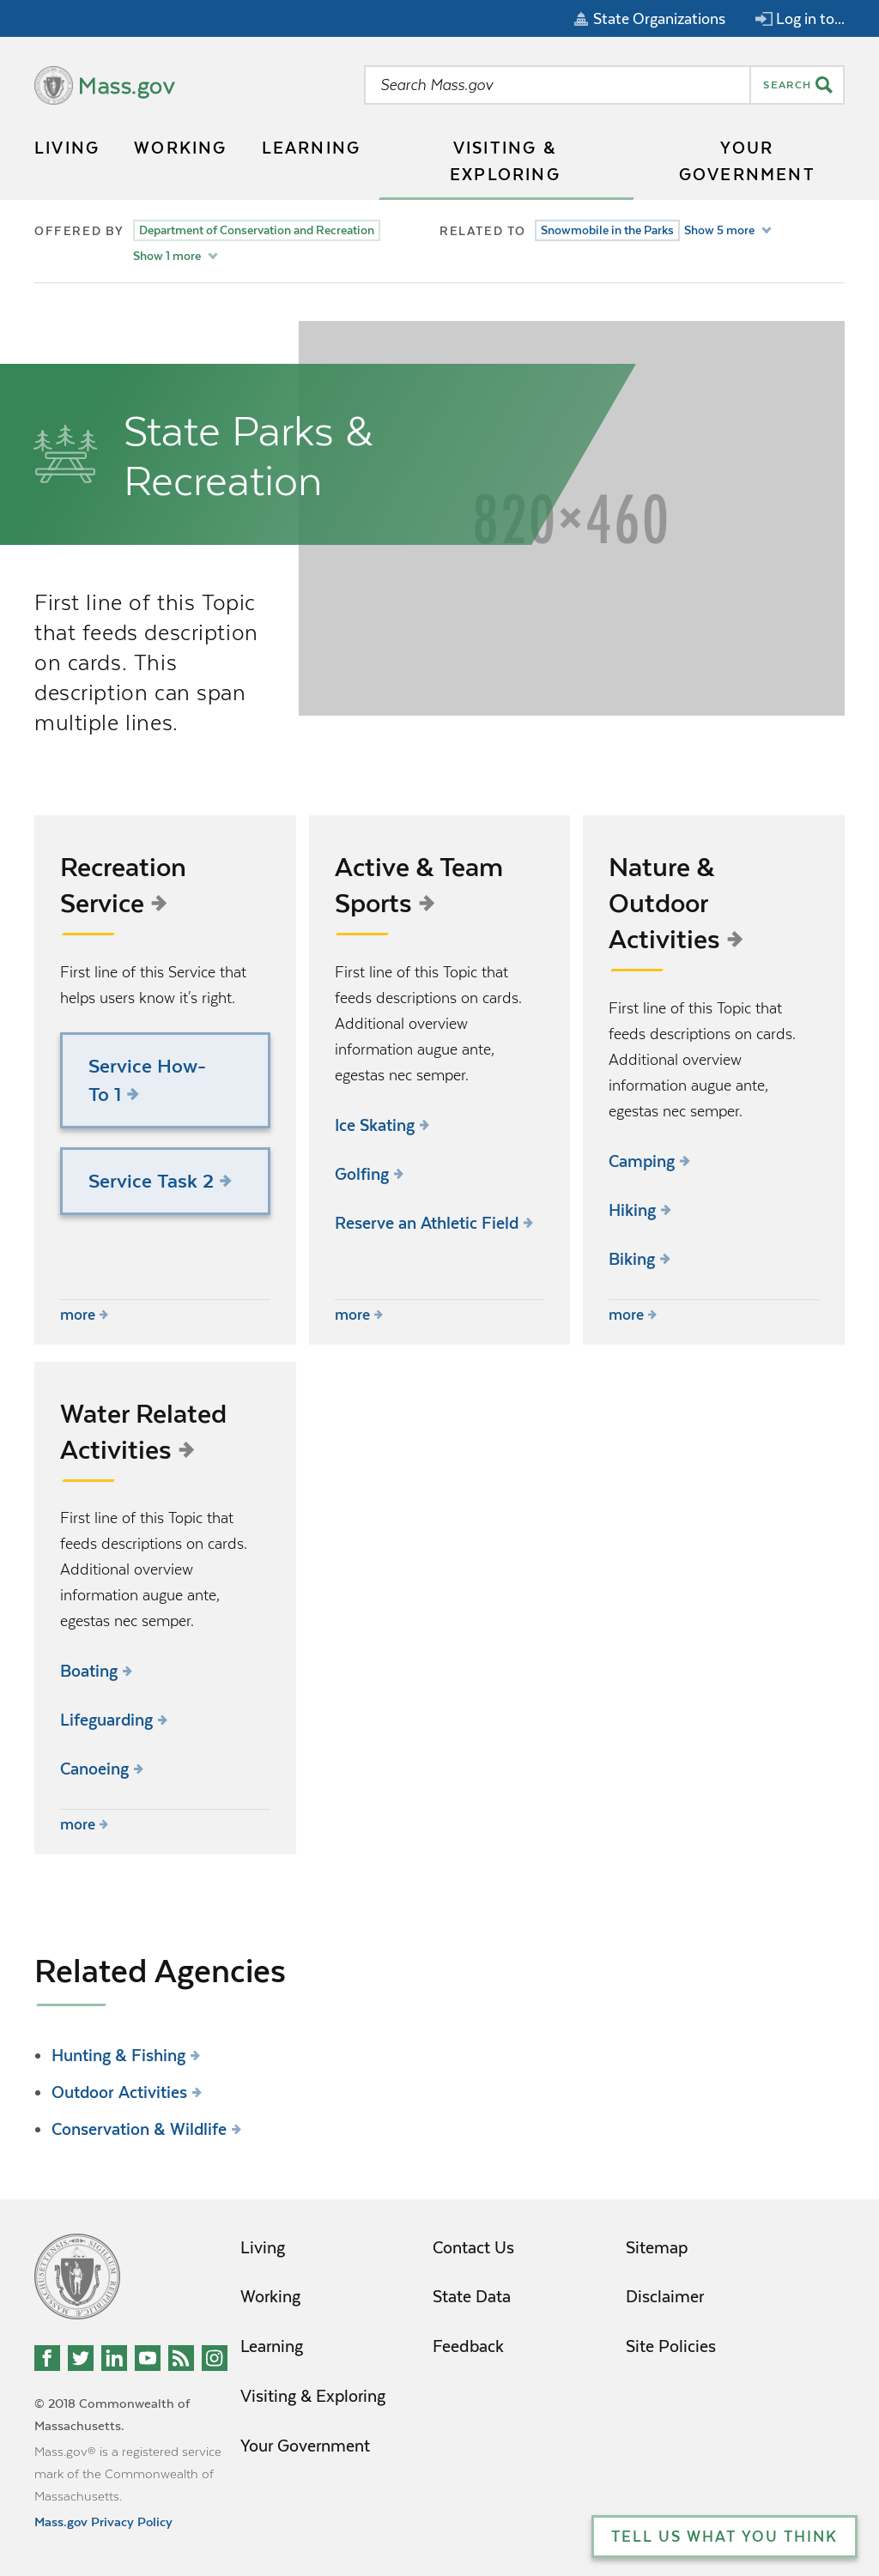 State Organizations
Log in to...
Mass.gov
Search Mass.gov
SEARCH
LIVING
WORKING
LEARNING
VISITING &
EXPLORING
YOUR
GOVERNMENT
OFFERED BY
Department of Conservation and Recreation
Show 1 more
RELATED TO
Snowmobile in the Parks
Show 5 more
State Parks &
Recreation
820×460
First line of this Topic
that feeds description
on cards. This
description can span
multiple lines.
Recreation
Service
First line of this Service that
helps users know it's right.
Service How-
To 1
Service Task 2
more
Active & Team
Sports
First line of this Topic that
feeds descriptions on cards.
Additional overview
information augue ante,
egestas nec semper.
Ice Skating
Golfing
Reserve an Athletic Field
more
Nature &
Outdoor
Activities
First line of this Topic that
feeds descriptions on cards.
Additional overview
information augue ante,
egestas nec semper.
Camping
Hiking
Biking
more
Water Related
Activities
First line of this Topic that
feeds descriptions on cards.
Additional overview
information augue ante,
egestas nec semper.
Boating
Lifeguarding
Canoeing
more
Related Agencies
• Hunting & Fishing
• Outdoor Activities
• Conservation & Wildlife
Living
Working
Learning
Visiting & Exploring
Your Government
Contact Us
State Data
Feedback
Sitemap
Disclaimer
Site Policies
© 2018 Commonwealth of
Massachusetts.
Mass.gov® is a registered service
mark of the Commonwealth of
Massachusetts.
Mass.gov Privacy Policy
TELL US WHAT YOU THINK